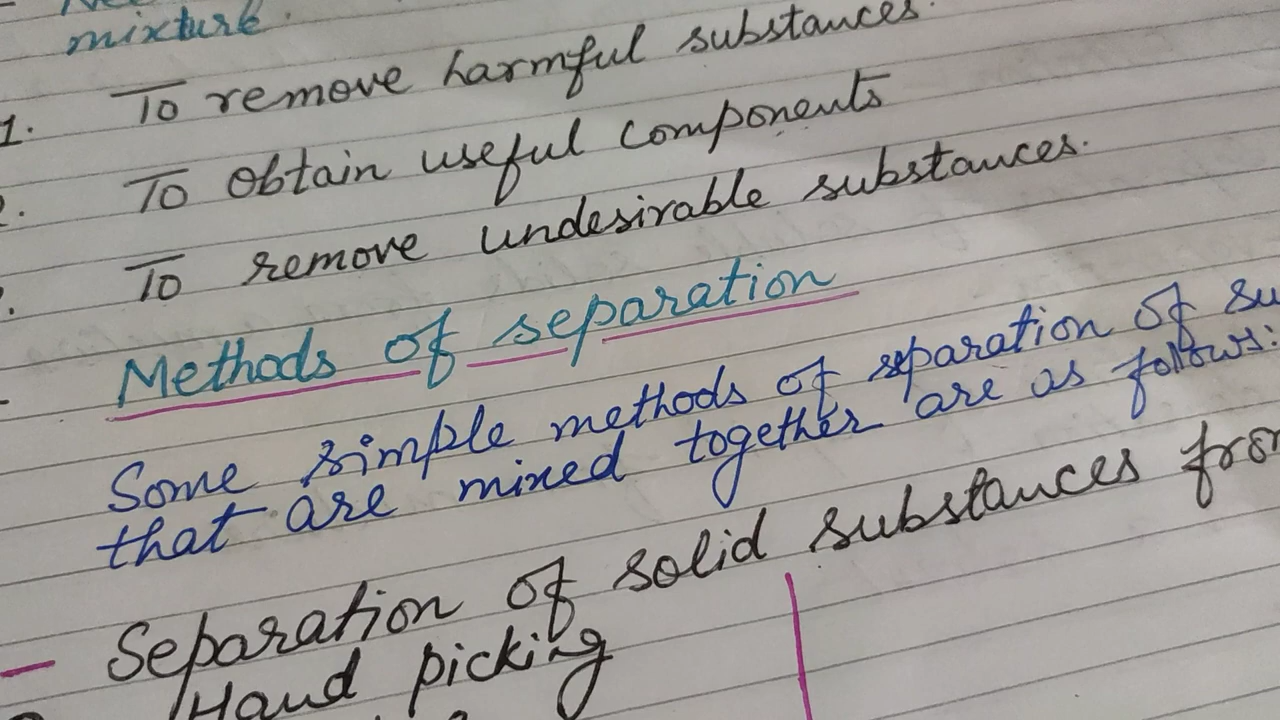 mixture.
1. To remove harmful substances.
2. To obtain useful components
To remove undesirable substances.
Methods of separation
Some simple methods of separation of su
that are mixed together are as follows:
Separation of solid substances from
Hand picking